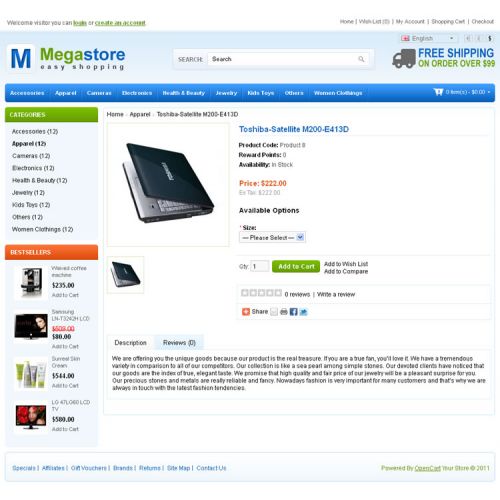 Welcome visitor you can login or create an account.
Home | Wish List (0) | My Account | Shopping Cart | Checkout
English
€ £ $
M Megastore
easy shopping
SEARCH: Search
FREE SHIPPING
ON ORDER OVER $99
Accessories Apparel Cameras Electronics Health & Beauty Jewelry Kids Toys Others Women Clothings
0 item(s) - $0.00
CATEGORIES
Accessories (12)
Apparel (12)
Cameras (12)
Electronics (12)
Health & Beauty (12)
Jewelry (12)
Kids Toys (12)
Others (12)
Women Clothings (12)
BESTSELLERS
Waived coffee
machine
$235.00
Add to Cart
Samsung
LN-T3242H LCD
$509.00
$80.00
Add to Cart
Surreal Skin
Cream
$544.00
Add to Cart
LG 47LG60 LCD
TV
$580.00
Add to Cart
Home » Apparel » Toshiba-Satellite M200-E413D
Toshiba-Satellite M200-E413D
Product Code: Product 8
Reward Points: 0
Availability: In Stock
Price: $222.00
Ex Tax: $222.00
Available Options
* Size:
--- Please Select ---
Qty: 1 Add to Cart
Add to Wish List
Add to Compare
0 reviews | Write a review
Share
Description Reviews (0)
We are offering you the unique goods because our product is the real treasure. If you are a true fan, you'll love it. We have a tremendous
variety in comparison to all of our competitors. Our collection is like a sea pearl among simple stones. Our devoted clients have noticed that
our goods are the index of true, elegant taste. We promise that high quality and fair price of our jewelry will be a pleasant surprise for you.
Our precious stones and metals are really reliable and fancy. Nowadays fashion is very important for many customers and that's why we are
always in touch with the latest fashion tendencies.
Specials | Affiliates | Gift Vouchers | Brands | Returns | Site Map | Contact Us
Powered By OpenCart Your Store © 2011